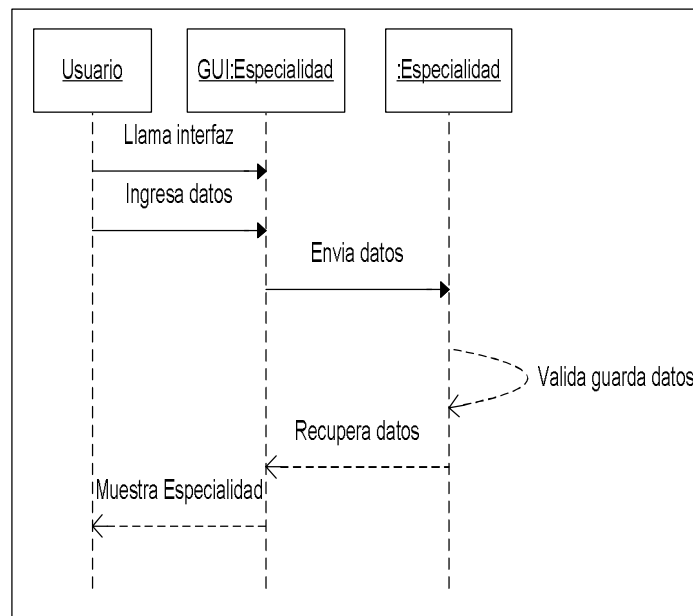 Usuario
GUI:Especialidad
:Especialidad
Llama interfaz
Ingresa datos
Envia datos
Valida guarda datos
Recupera datos
Muestra Especialidad